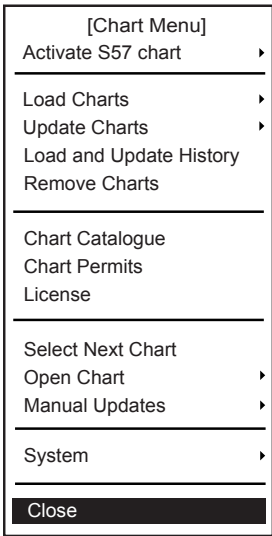 [Chart Menu]
Activate S57 chart
Load Charts
Update Charts
Load and Update History
Remove Charts
Chart Catalogue
Chart Permits
License
Select Next Chart
Open Chart
Manual Updates
System
Close